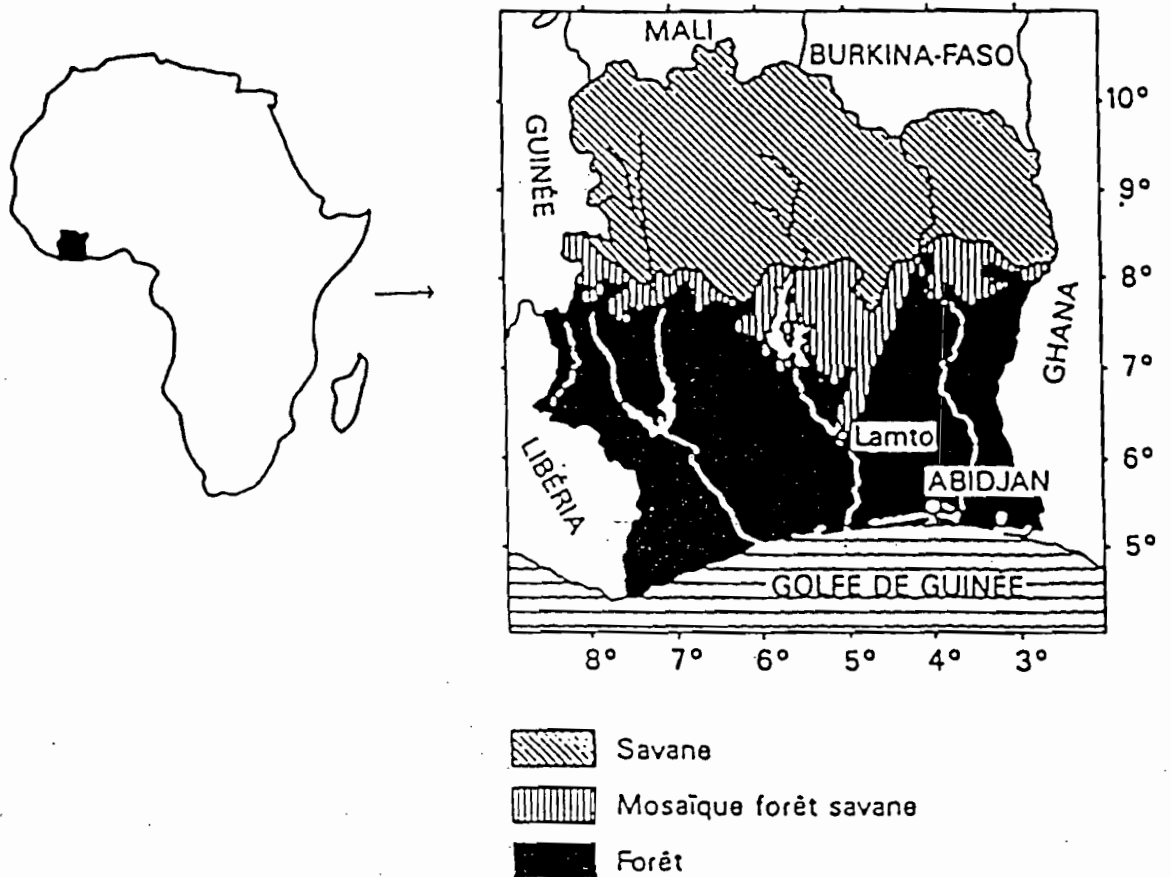 MALI
BURKINA-FASO
GUINÉE
10°
9°
8°
GHANA
7°
Lamto
6°
LIBÉRIA
ABIDJAN
5°
GOLFE DE GUINÉE
8° 7° 6° 5° 4° 3°
Savane
Mosaïque forêt savane
Forêt